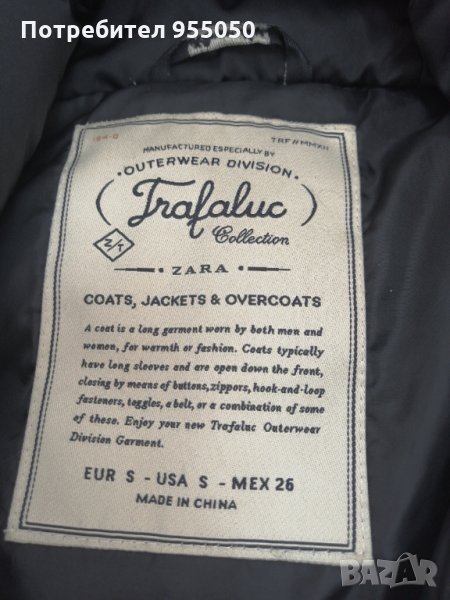 Потребител 955050
194-0
TRF//MMXII
MANUFACTURED ESPECIALLY BY
·OUTERWEAR DIVISION·
(Trafaluc)
Collection
Z/T
ZARA
COATS, JACKETS & OVERCOATS
A coat is a long garment worn by both men and
women, for warmth or fashion. Coats typically
have long sleeves and are open down the front,
closing by means of buttons, zippors, hook-and-loop
fasteners, toggles, a belt, or a combination of some
of these. Enjoy your new Trafaluc Outerwear
Division Garment.
EUR S - USA S - MEX 26
MADE IN CHINA
BAZAR